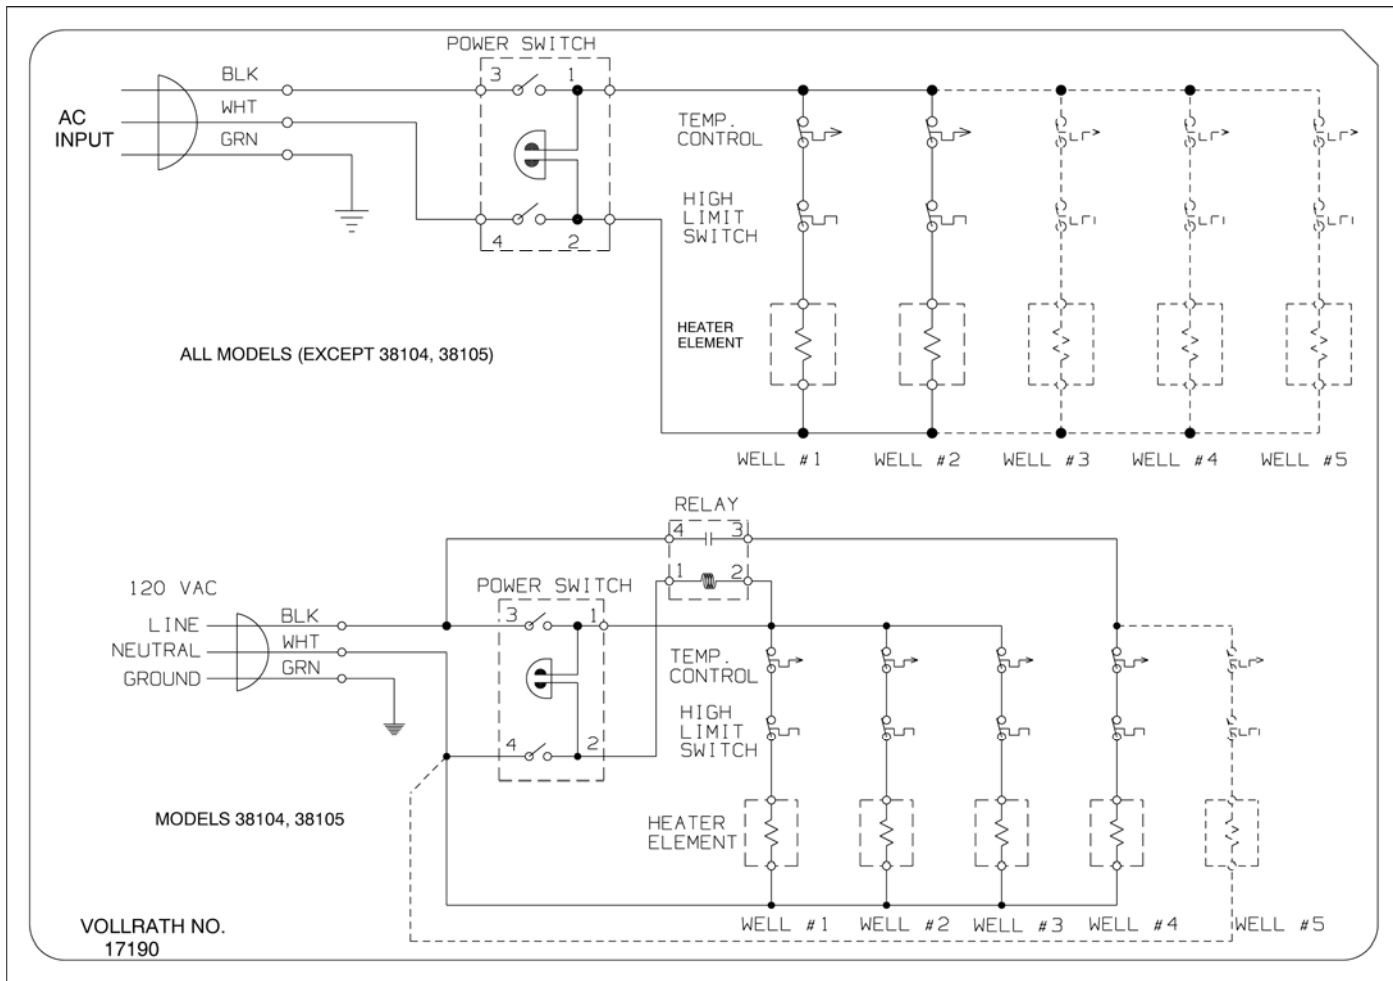 POWER SWITCH
BLK
3
1
AC
INPUT
WHT
GRN
TEMP.
CONTROL
HIGH
LIMIT
SWITCH
4
2
HEATER
ELEMENT
ALL MODELS (EXCEPT 38104, 38105)
WELL #1
WELL #2
WELL #3
WELL #4
WELL #5
RELAY
4
3
1
2
120 VAC
POWER SWITCH
LINE
BLK
3
1
NEUTRAL
WHT
GROUND
GRN
TEMP.
CONTROL
HIGH
LIMIT
SWITCH
4
2
MODELS 38104, 38105
HEATER
ELEMENT
VOLLRATH NO.
17190
WELL #1
WELL #2
WELL #3
WELL #4
WELL #5